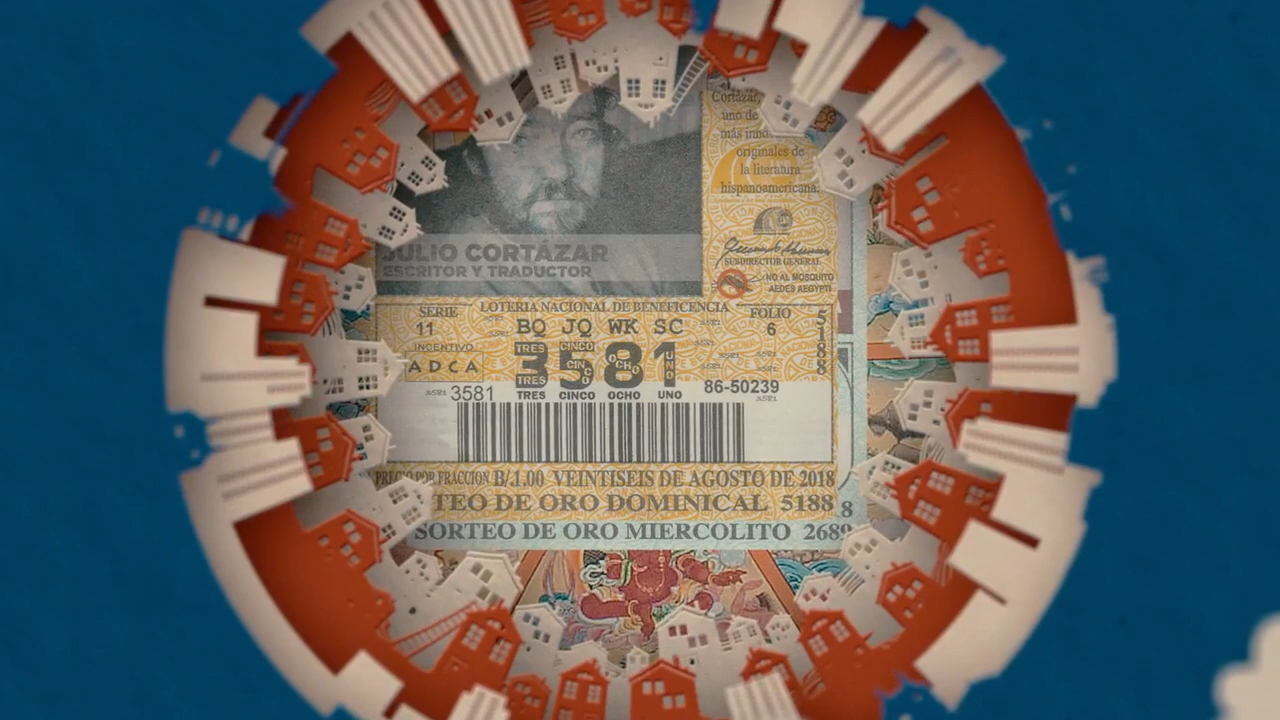 Cortázar,
uno de
más inno
originales de
la literatura
hispanoamericana.
JULIO CORTÁZAR
ESCRITOR Y TRADUCTOR
SUBDIRECTOR GENERAL
NO AL MOSQUITO
AEDES AEGYPTI
LOTERIA NACIONAL DE BENEFICENCIA
SERIE
11
BQ JQ WK SC
FOLIO
6
INCENTIVO
ADCA
3581
TRES CINCO OCHO UNO
3581
86-50239
PRECIO POR FRACCION B/.1.00 VEINTISEIS DE AGOSTO DE 2018
TEO DE ORO DOMINICAL 5188
8
SORTEO DE ORO MIERCOLITO 2689